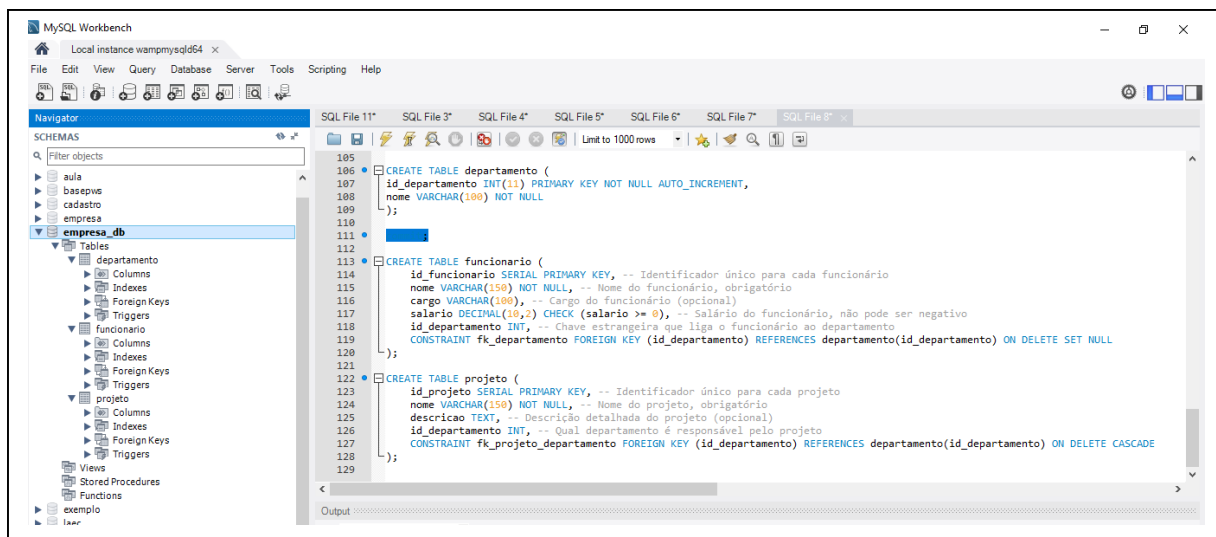 MySQL Workbench
Local instance wampmysqld64 ×
File Edit View Query Database Server Tools Scripting Help
Navigator
SCHEMAS
Filter objects
aula
basepws
cadastro
empresa
empresa_db
Tables
departamento
Columns
Indexes
Foreign Keys
Triggers
funcionario
Columns
Indexes
Foreign Keys
Triggers
projeto
Columns
Indexes
Foreign Keys
Triggers
Views
Stored Procedures
Functions
exemplo
laec
SQL File 11* SQL File 3* SQL File 4* SQL File 5* SQL File 6* SQL File 7* SQL File 8* ×
Limit to 1000 rows
105
106 CREATE TABLE departamento (
107 id_departamento INT(11) PRIMARY KEY NOT NULL AUTO_INCREMENT,
108 nome VARCHAR(100) NOT NULL
109 );
110
111 ;
112
113 CREATE TABLE funcionario (
114 id_funcionario SERIAL PRIMARY KEY, -- Identificador único para cada funcionário
115 nome VARCHAR(150) NOT NULL, -- Nome do funcionário, obrigatório
116 cargo VARCHAR(100), -- Cargo do funcionário (opcional)
117 salario DECIMAL(10,2) CHECK (salario >= 0), -- Salário do funcionário, não pode ser negativo
118 id_departamento INT, -- Chave estrangeira que liga o funcionário ao departamento
119 CONSTRAINT fk_departamento FOREIGN KEY (id_departamento) REFERENCES departamento(id_departamento) ON DELETE SET NULL
120 );
121
122 CREATE TABLE projeto (
123 id_projeto SERIAL PRIMARY KEY, -- Identificador único para cada projeto
124 nome VARCHAR(150) NOT NULL, -- Nome do projeto, obrigatório
125 descricao TEXT, -- Descrição detalhada do projeto (opcional)
126 id_departamento INT, -- Qual departamento é responsável pelo projeto
127 CONSTRAINT fk_projeto_departamento FOREIGN KEY (id_departamento) REFERENCES departamento(id_departamento) ON DELETE CASCADE
128 );
129
Output